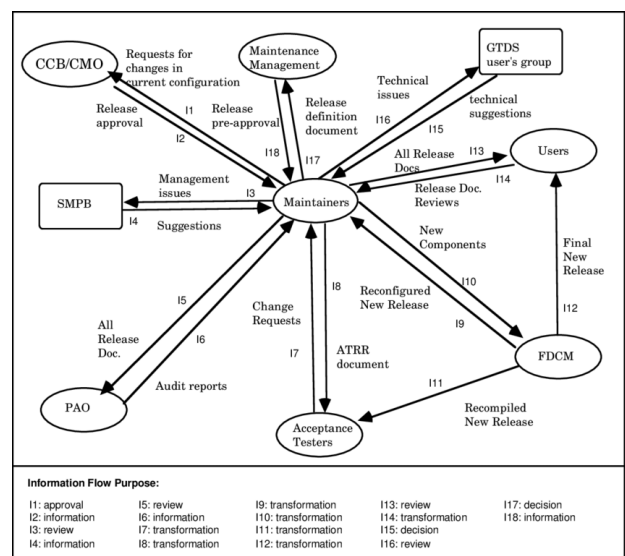 CCB/CMO
Requests for
changes in
current configuration
Maintenance
Management
GTDS
user's group
Release
approval
I1
I2
Release
pre-approval
I18
Release
definition
document
I17
Technical
issues
I16
technical
suggestions
I15
All Release
Docs
I13
Users
Release Doc.
Reviews
I14
SMPB
Management
issues
I3
I4
Suggestions
Maintainers
New
Components
I10
Reconfigured
New Release
I9
Final
New
Release
I12
I5
All
Release
Doc.
I6
Audit reports
Change
Requests
I7
I8
ATRR
document
FDCM
PAO
I11
Recompiled
New Release
Acceptance
Testers
Information Flow Purpose:
I1: approval
I2: information
I3: review
I4: information
I5: review
I6: information
I7: transformation
I8: transformation
I9: transformation
I10: transformation
I11: transformation
I12: transformation
I13: review
I14: transformation
I15: decision
I16: review
I17: decision
I18: information